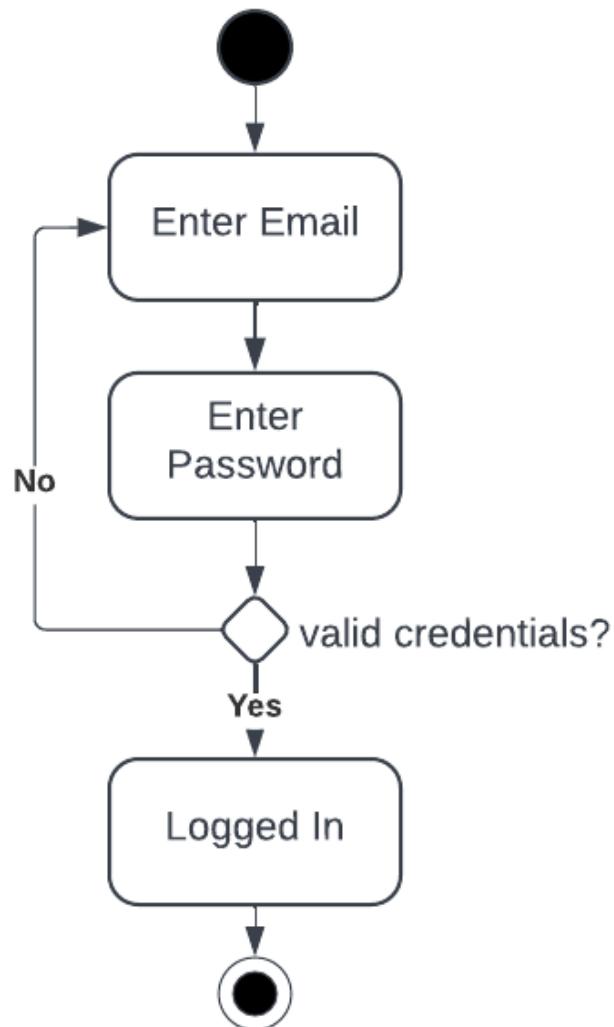 Enter Email
Enter
Password
No
valid credentials?
Yes
Logged In